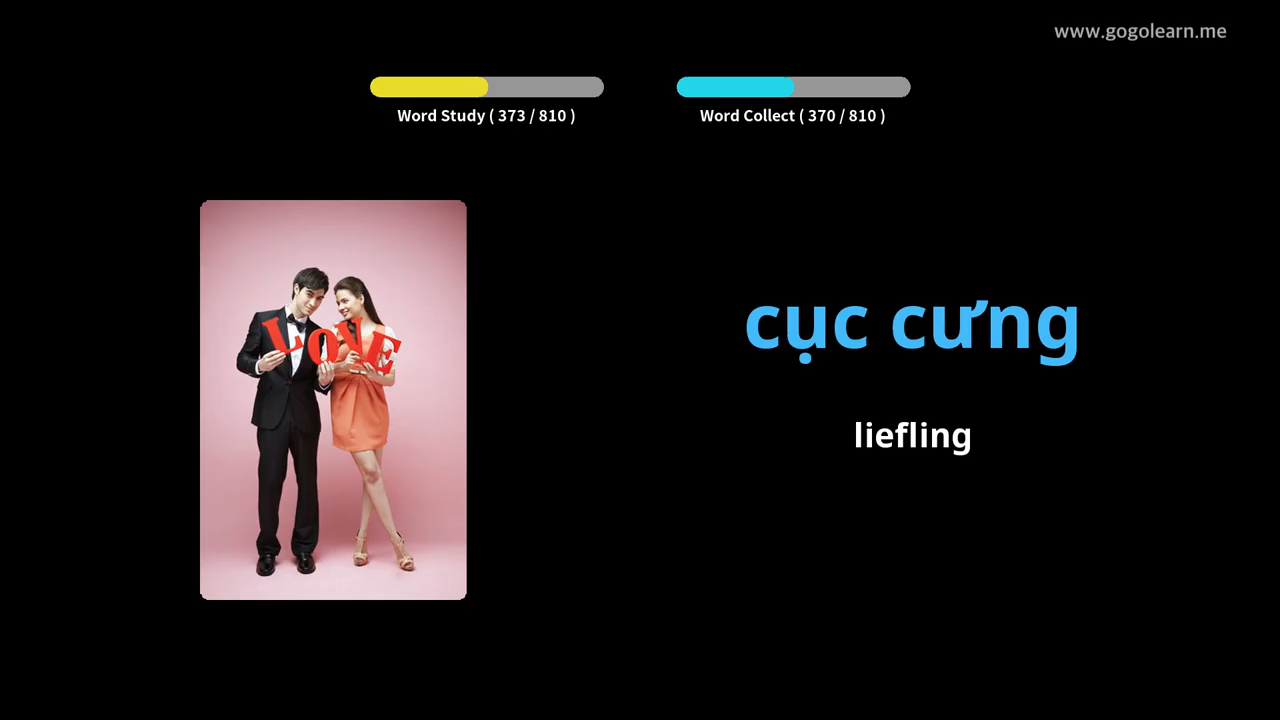 www.gogolearn.me
Word Study ( 373 / 810 )
Word Collect ( 370 / 810 )
LOVE
cục cưng
liefling